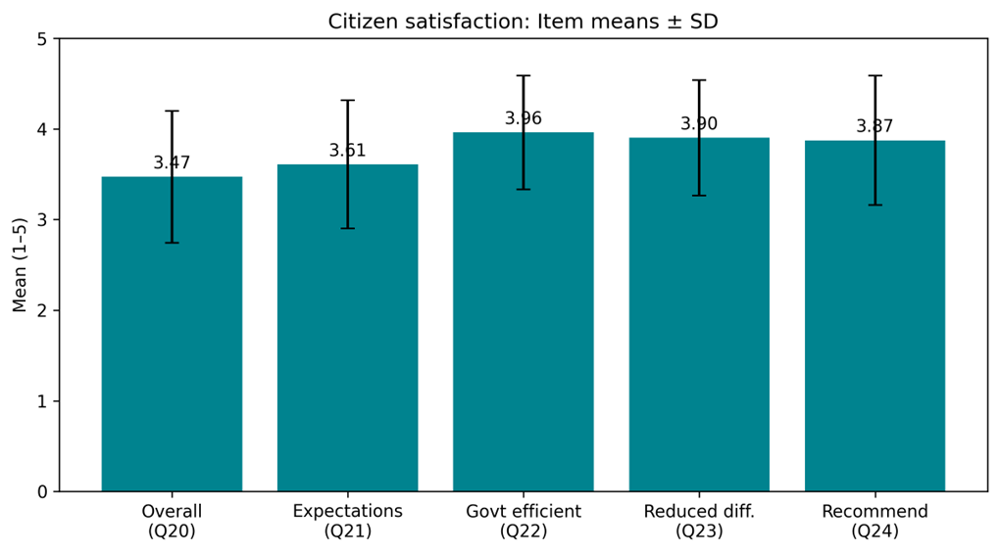 Citizen satisfaction: Item means ± SD
Mean (1–5)
5
4
3
2
1
0
3.47
3.61
3.96
3.90
3.87
Overall
(Q20)
Expectations
(Q21)
Govt efficient
(Q22)
Reduced diff.
(Q23)
Recommend
(Q24)